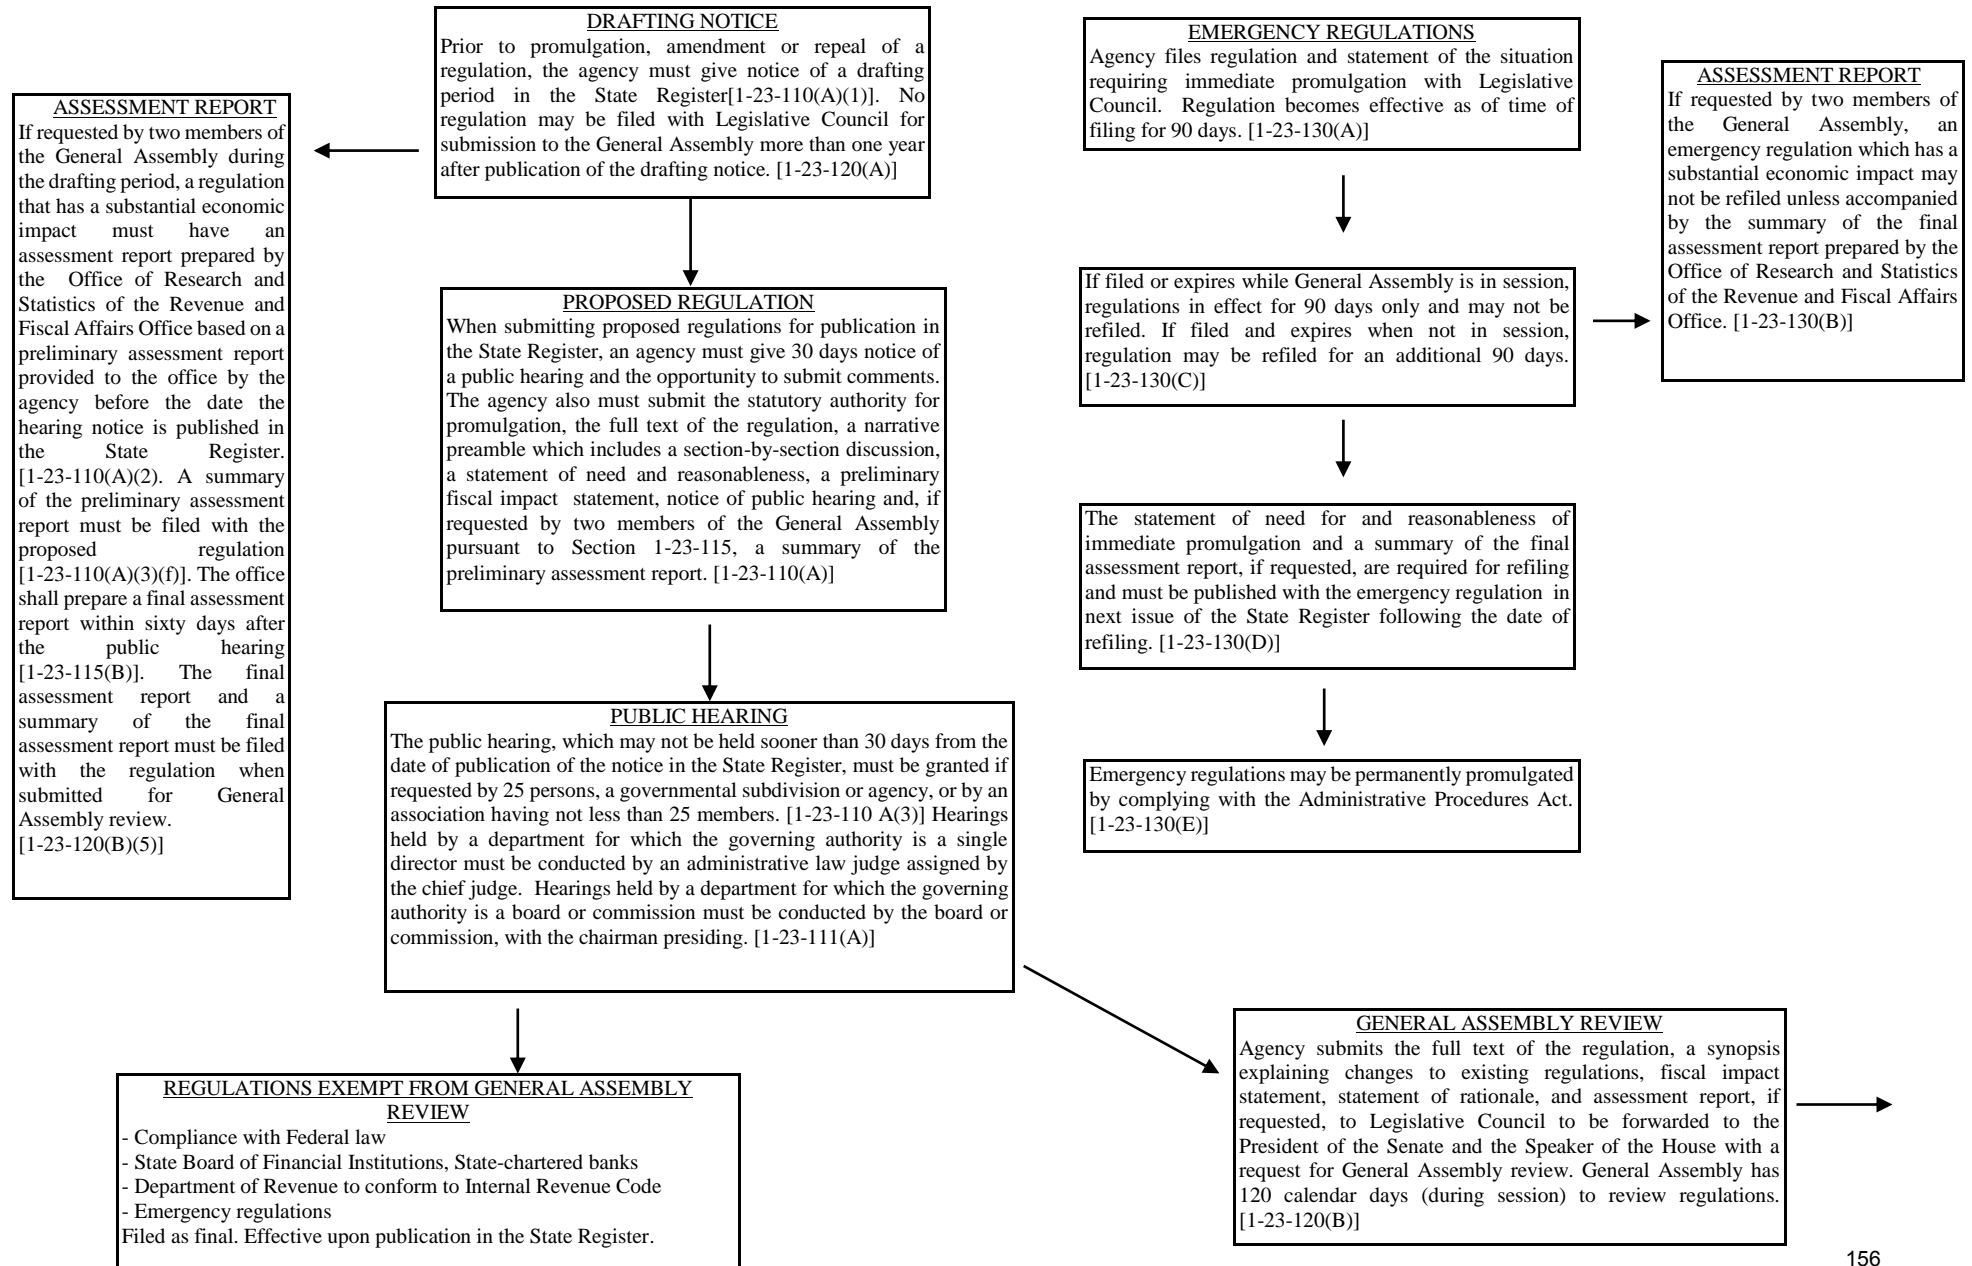 DRAFTING NOTICE
Prior to promulgation, amendment or repeal of a
regulation, the agency must give notice of a drafting
period in the State Register[1-23-110(A)(1)]. No
regulation may be filed with Legislative Council for
submission to the General Assembly more than one year
after publication of the drafting notice. [1-23-120(A)]
ASSESSMENT REPORT
If requested by two members of
the General Assembly during
the drafting period, a regulation
that has a substantial economic
impact must have an
assessment report prepared by
the Office of Research and
Statistics of the Revenue and
Fiscal Affairs Office based on a
preliminary assessment report
provided to the office by the
agency before the date the
hearing notice is published in
the State Register.
[1-23-110(A)(2). A summary
of the preliminary assessment
report must be filed with the
proposed regulation
[1-23-110(A)(3)(f)]. The office
shall prepare a final assessment
report within sixty days after
the public hearing
[1-23-115(B)]. The final
assessment report and a
summary of the final
assessment report must be filed
with the regulation when
submitted for General
Assembly review.
[1-23-120(B)(5)]
PROPOSED REGULATION
When submitting proposed regulations for publication in
the State Register, an agency must give 30 days notice of
a public hearing and the opportunity to submit comments.
The agency also must submit the statutory authority for
promulgation, the full text of the regulation, a narrative
preamble which includes a section-by-section discussion,
a statement of need and reasonableness, a preliminary
fiscal impact statement, notice of public hearing and, if
requested by two members of the General Assembly
pursuant to Section 1-23-115, a summary of the
preliminary assessment report. [1-23-110(A)]
PUBLIC HEARING
The public hearing, which may not be held sooner than 30 days from the
date of publication of the notice in the State Register, must be granted if
requested by 25 persons, a governmental subdivision or agency, or by an
association having not less than 25 members. [1-23-110 A(3)] Hearings
held by a department for which the governing authority is a single
director must be conducted by an administrative law judge assigned by
the chief judge. Hearings held by a department for which the governing
authority is a board or commission must be conducted by the board or
commission, with the chairman presiding. [1-23-111(A)]
REGULATIONS EXEMPT FROM GENERAL ASSEMBLY
REVIEW
- Compliance with Federal law
- State Board of Financial Institutions, State-chartered banks
- Department of Revenue to conform to Internal Revenue Code
- Emergency regulations
Filed as final. Effective upon publication in the State Register.
EMERGENCY REGULATIONS
Agency files regulation and statement of the situation
requiring immediate promulgation with Legislative
Council. Regulation becomes effective as of time of
filing for 90 days. [1-23-130(A)]
ASSESSMENT REPORT
If requested by two members of
the General Assembly, an
emergency regulation which has a
substantial economic impact may
not be refiled unless accompanied
by the summary of the final
assessment report prepared by the
Office of Research and Statistics
of the Revenue and Fiscal Affairs
Office. [1-23-130(B)]
If filed or expires while General Assembly is in session,
regulations in effect for 90 days only and may not be
refiled. If filed and expires when not in session,
regulation may be refiled for an additional 90 days.
[1-23-130(C)]
The statement of need for and reasonableness of
immediate promulgation and a summary of the final
assessment report, if requested, are required for refiling
and must be published with the emergency regulation in
next issue of the State Register following the date of
refiling. [1-23-130(D)]
Emergency regulations may be permanently promulgated
by complying with the Administrative Procedures Act.
[1-23-130(E)]
GENERAL ASSEMBLY REVIEW
Agency submits the full text of the regulation, a synopsis
explaining changes to existing regulations, fiscal impact
statement, statement of rationale, and assessment report, if
requested, to Legislative Council to be forwarded to the
President of the Senate and the Speaker of the House with a
request for General Assembly review. General Assembly has
120 calendar days (during session) to review regulations.
[1-23-120(B)]
156